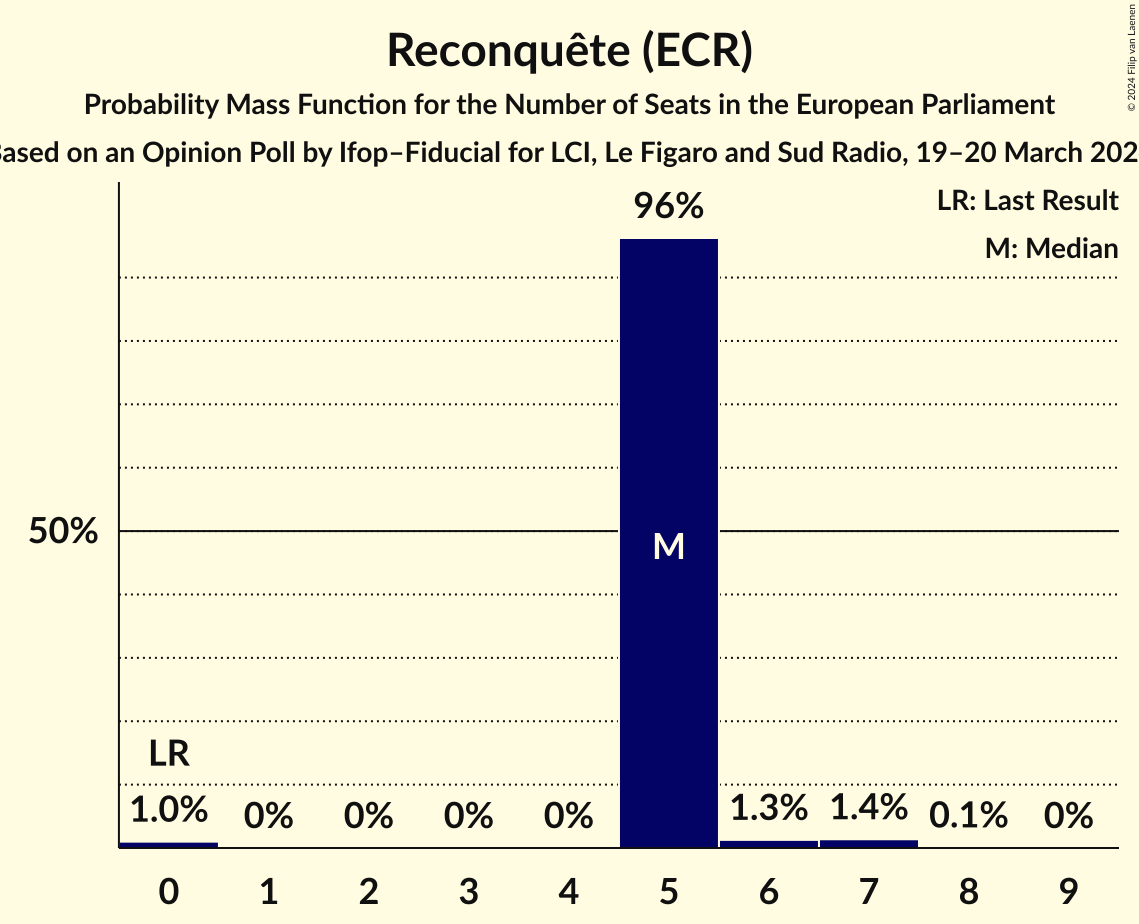 Reconquête (ECR)
Probability Mass Function for the Number of Seats in the European Parliament
Based on an Opinion Poll by Ifop–Fiducial for LCI, Le Figaro and Sud Radio, 19–20 March 202
© 2024 Filip van Laenen
LR: Last Result
M: Median
96%
50%
M
LR
1.0% 0% 0% 0% 0% 1.3% 1.4% 0.1% 0%
0 1 2 3 4 5 6 7 8 9